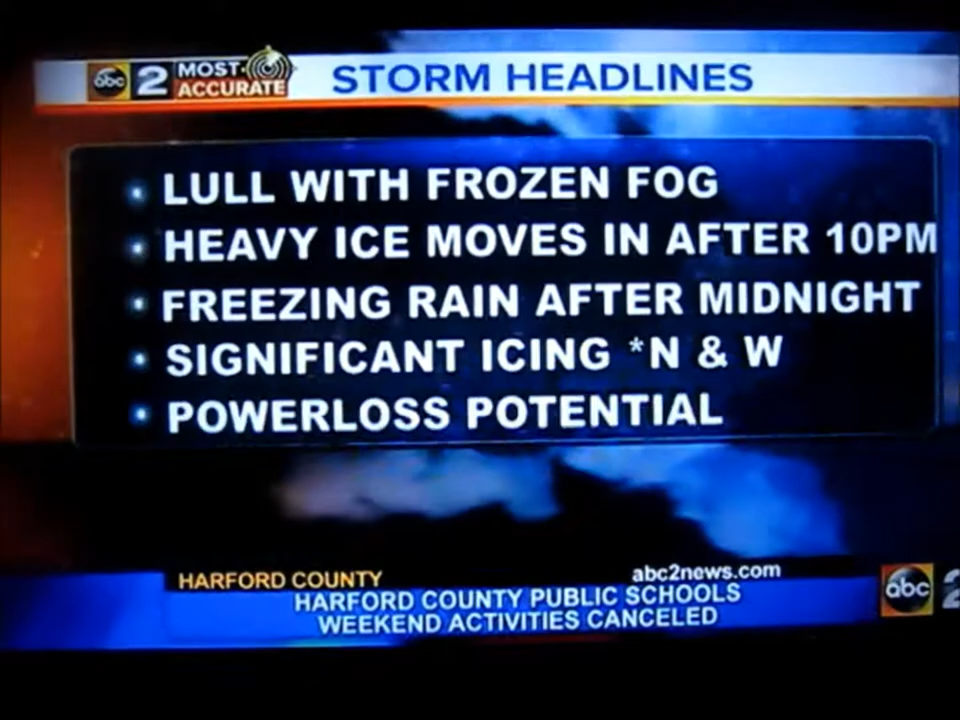 abc 2 MOST ACCURATE STORM HEADLINES
• LULL WITH FROZEN FOG
• HEAVY ICE MOVES IN AFTER 10PM
• FREEZING RAIN AFTER MIDNIGHT
• SIGNIFICANT ICING *N & W
• POWERLOSS POTENTIAL
HARFORD COUNTY abc2news.com
HARFORD COUNTY PUBLIC SCHOOLS
WEEKEND ACTIVITIES CANCELED
abc 2